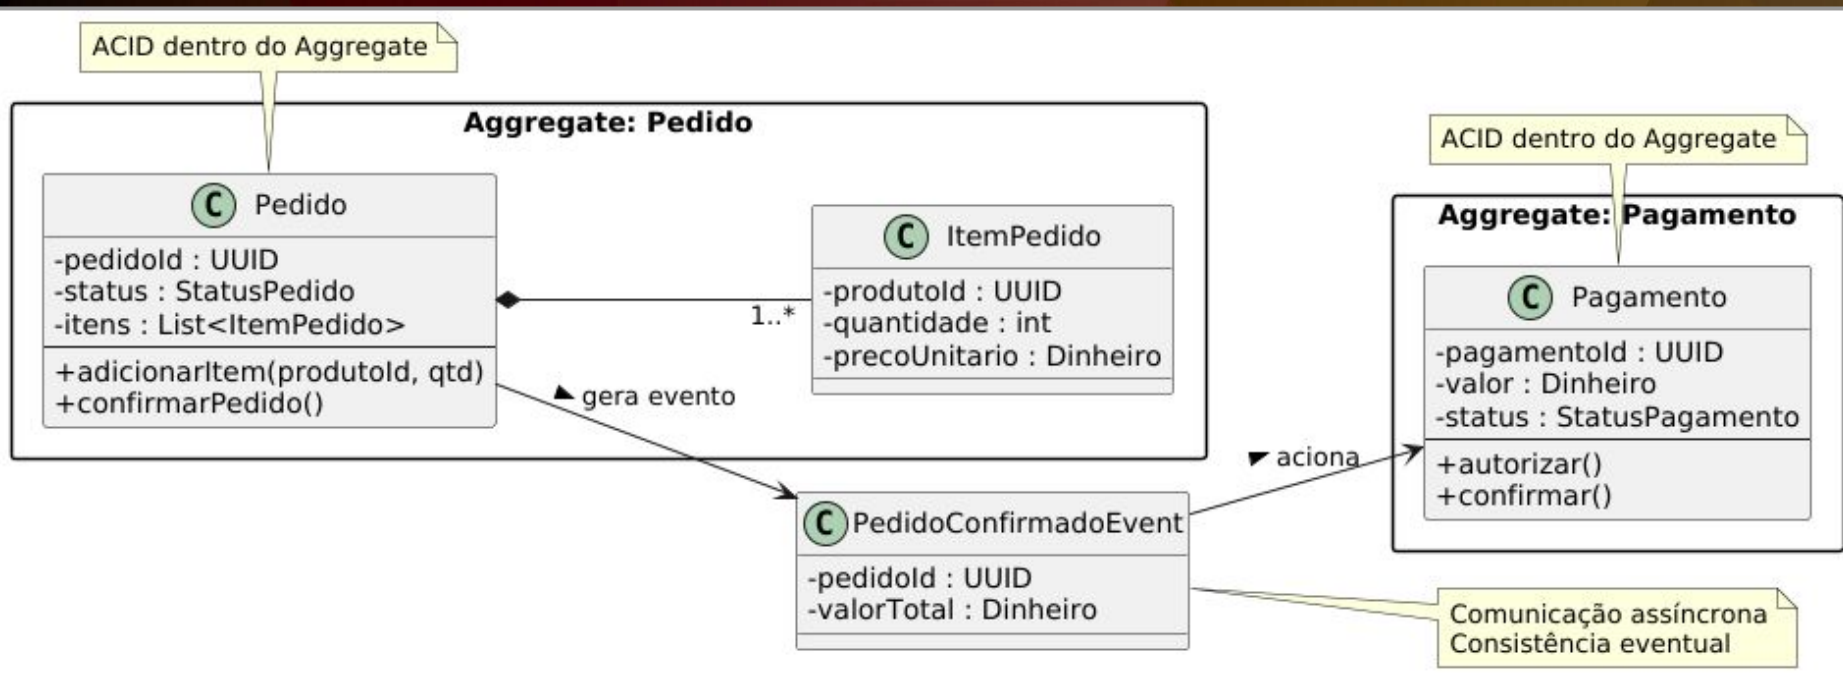 ACID dentro do Aggregate
Aggregate: Pedido
C Pedido
-pedidoId : UUID
-status : StatusPedido
-itens : List<ItemPedido>
+adicionarItem(produtoId, qtd)
+confirmarPedido()
1..*
C ItemPedido
-produtoId : UUID
-quantidade : int
-precoUnitario : Dinheiro
gera evento
C PedidoConfirmadoEvent
-pedidoId : UUID
-valorTotal : Dinheiro
aciona
ACID dentro do Aggregate
Aggregate: Pagamento
C Pagamento
-pagamentoId : UUID
-valor : Dinheiro
-status : StatusPagamento
+autorizar()
+confirmar()
Comunicação assíncrona
Consistência eventual